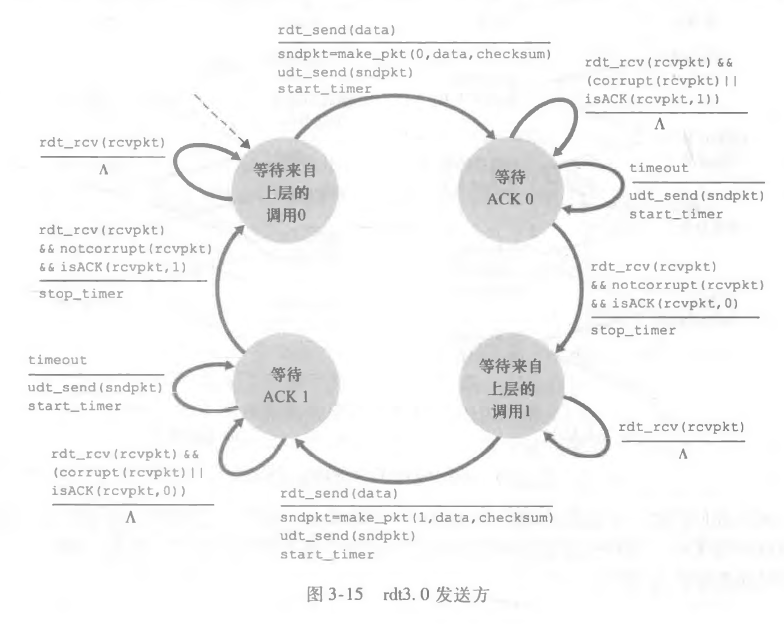 rdt_send(data)
sndpkt=make_pkt(0,data,checksum)
udt_send(sndpkt)
start_timer
rdt_rcv(rcvpkt) &&
(corrupt(rcvpkt)||
isACK(rcvpkt,1))
Λ
rdt_rcv(rcvpkt)
Λ
等待来自
上层的
调用0
等待
ACK 0
timeout
udt_send(sndpkt)
start_timer
rdt_rcv(rcvpkt)
&& notcorrupt(rcvpkt)
&& isACK(rcvpkt,1)
stop_timer
rdt_rcv(rcvpkt)
&& notcorrupt(rcvpkt)
&& isACK(rcvpkt,0)
stop_timer
timeout
udt_send(sndpkt)
start_timer
等待
ACK 1
等待来自
上层的
调用1
rdt_rcv(rcvpkt)
Λ
rdt_rcv(rcvpkt) &&
(corrupt(rcvpkt)||
isACK(rcvpkt,0))
Λ
rdt_send(data)
sndpkt=make_pkt(1,data,checksum)
udt_send(sndpkt)
start_timer
图 3-15 rdt3.0 发送方